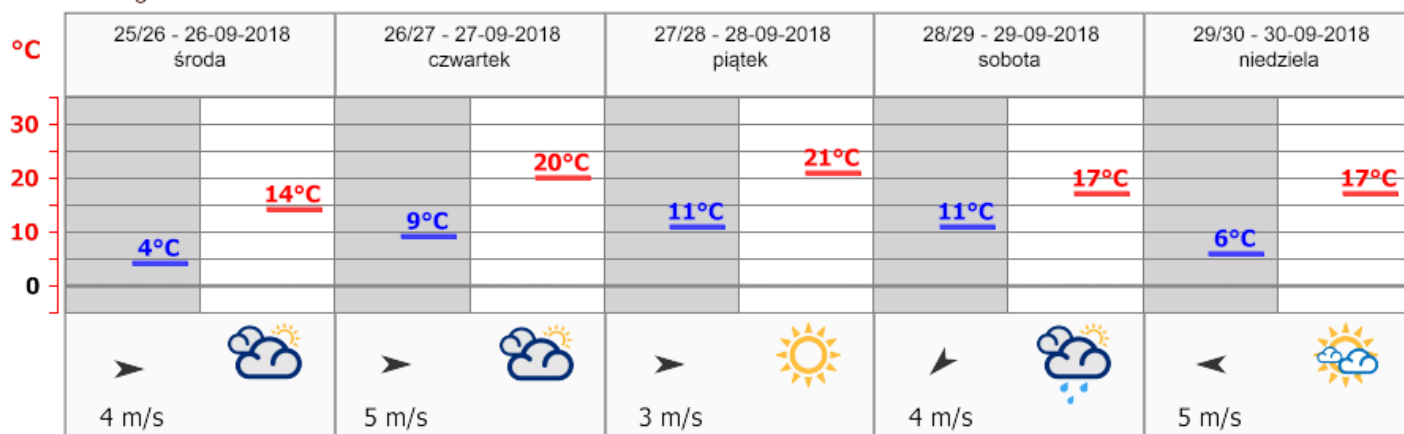 °C
25/26 - 26-09-2018
środa
26/27 - 27-09-2018
czwartek
27/28 - 28-09-2018
piątek
28/29 - 29-09-2018
sobota
29/30 - 30-09-2018
niedziela
30
20
10
0
4°C
14°C
9°C
20°C
11°C
21°C
11°C
17°C
6°C
17°C
4 m/s
5 m/s
3 m/s
4 m/s
5 m/s